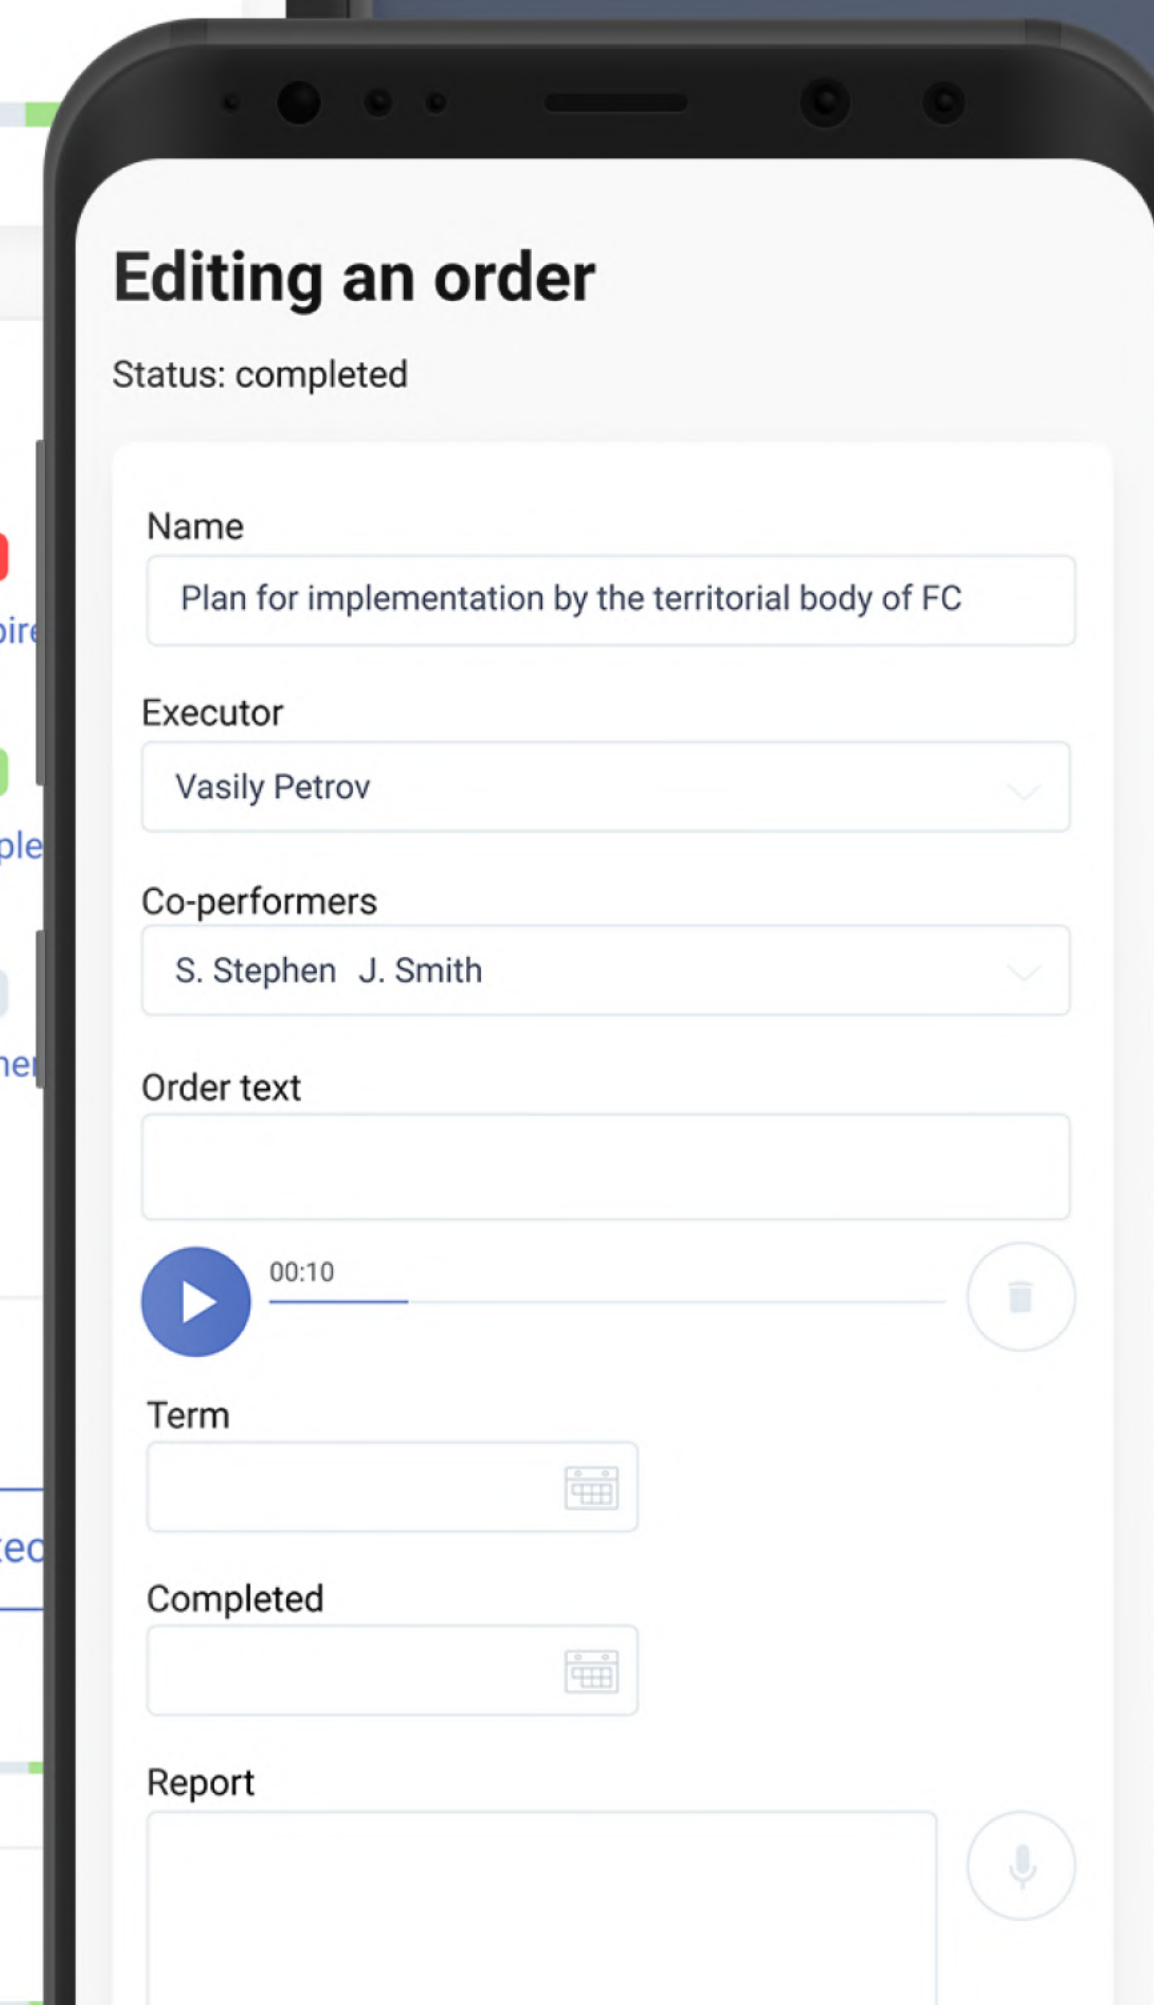 Editing an order
Status: completed
Name
Plan for implementation by the territorial body of FC
Executor
Vasily Petrov
Co-performers
S. Stephen J. Smith
Order text
00:10
Term
Completed
Report